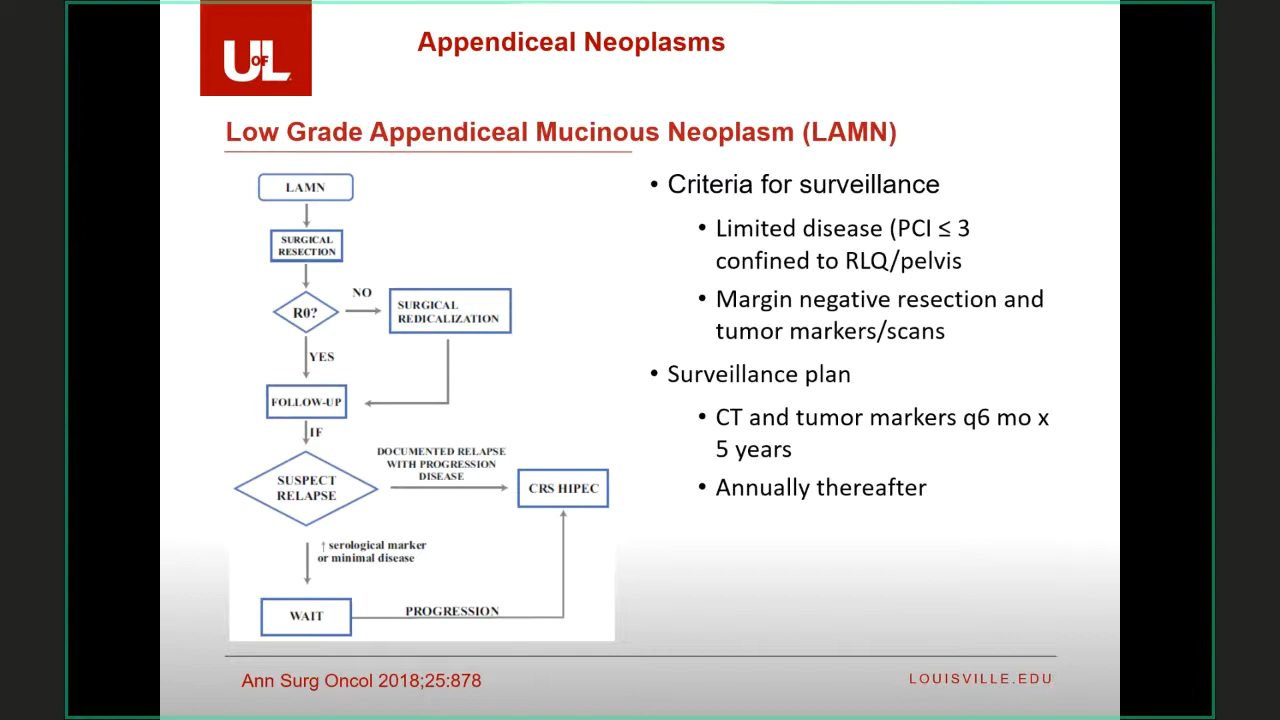 U OF L
Appendiceal Neoplasms
Low Grade Appendiceal Mucinous Neoplasm (LAMN)
LAMN
SURGICAL
RESECTION
R0?
NO
SURGICAL
REDICALIZATION
YES
FOLLOW-UP
IF
SUSPECT
RELAPSE
DOCUMENTED RELAPSE
WITH PROGRESSION
DISEASE
CRS HIPEC
↑ serological marker
or minimal disease
WAIT
PROGRESSION
• Criteria for surveillance
• Limited disease (PCI ≤ 3
confined to RLQ/pelvis
• Margin negative resection and
tumor markers/scans
• Surveillance plan
• CT and tumor markers q6 mo x
5 years
• Annually thereafter
Ann Surg Oncol 2018;25:878
LOUISVILLE.EDU